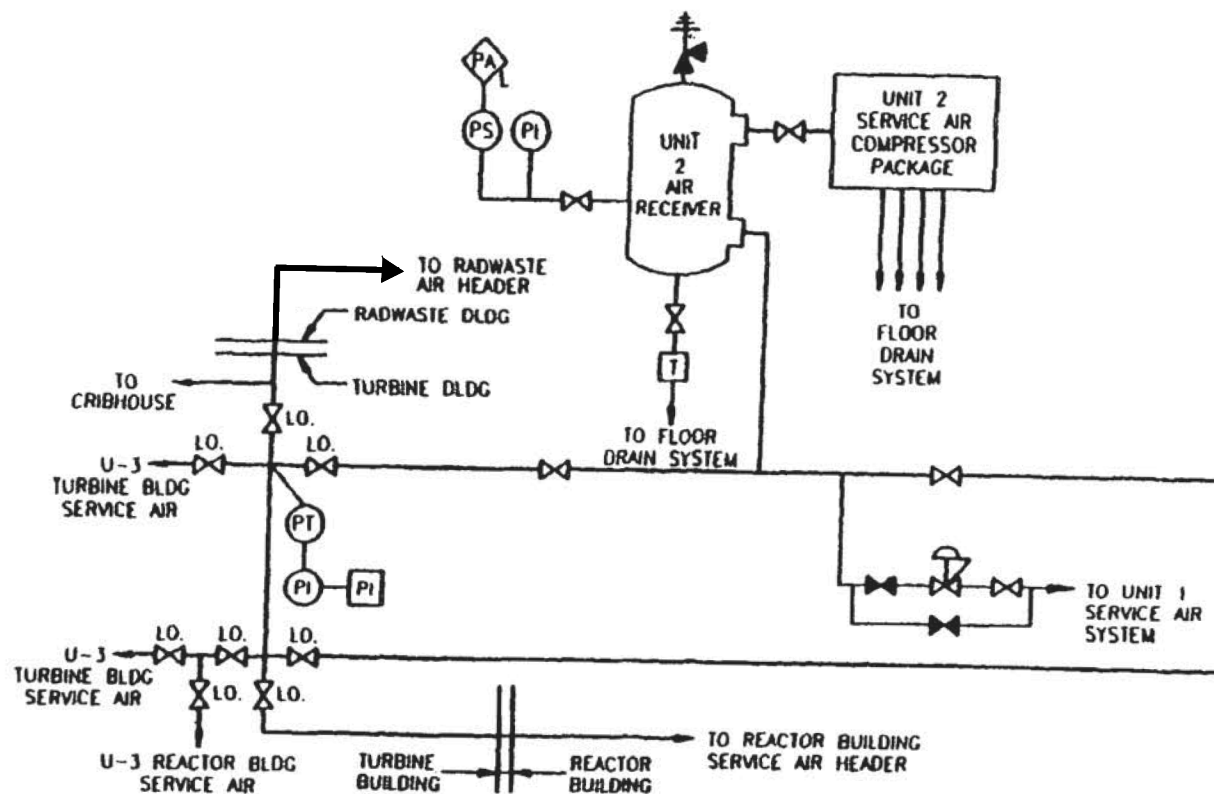 PA
PS
PI
UNIT
2
AIR
RECEIVER
UNIT 2
SERVICE AIR
COMPRESSOR
PACKAGE
TO RADWASTE
AIR HEADER
RADWASTE DLDG
TURBINE DLDG
TO
CRIBHOUSE
LO.
T
TO
FLOOR
DRAIN
SYSTEM
TO FLOOR
DRAIN SYSTEM
LO.
LO.
U-3
TURBINE BLDG
SERVICE AIR
PT
PI
PI
TO UNIT 1
SERVICE AIR
SYSTEM
LO.
LO.
LO.
U-3
TURBINE BLDG
SERVICE AIR
LO.
LO.
U-3 REACTOR BLDG
SERVICE AIR
TURBINE
BUILDING
REACTOR
BUILDING
TO REACTOR BUILDING
SERVICE AIR HEADER